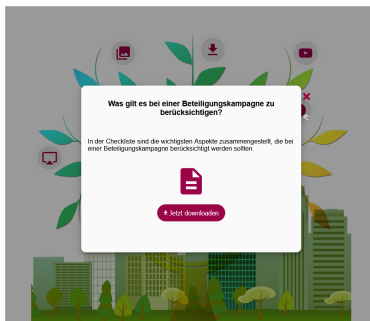 Was gilt es bei einer Beteiligungskampagne zu
berücksichtigen?
In der Checkliste sind die wichtigsten Aspekte zusammengestellt, die bei
einer Beteiligungskampagne berücksichtigt werden sollten.
Jetzt downloaden